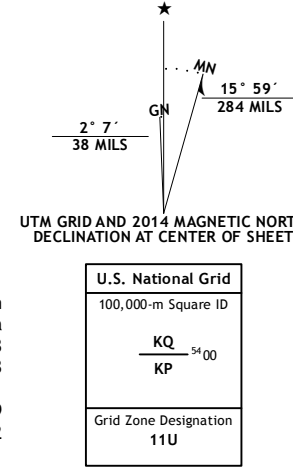 ★
MN
15° 59´
284 MILS
GN
2° 7´
38 MILS
UTM GRID AND 2014 MAGNETIC NORT
DECLINATION AT CENTER OF SHEET
U.S. National Grid
100,000-m Square ID
KQ
5400
KP
Grid Zone Designation
11U